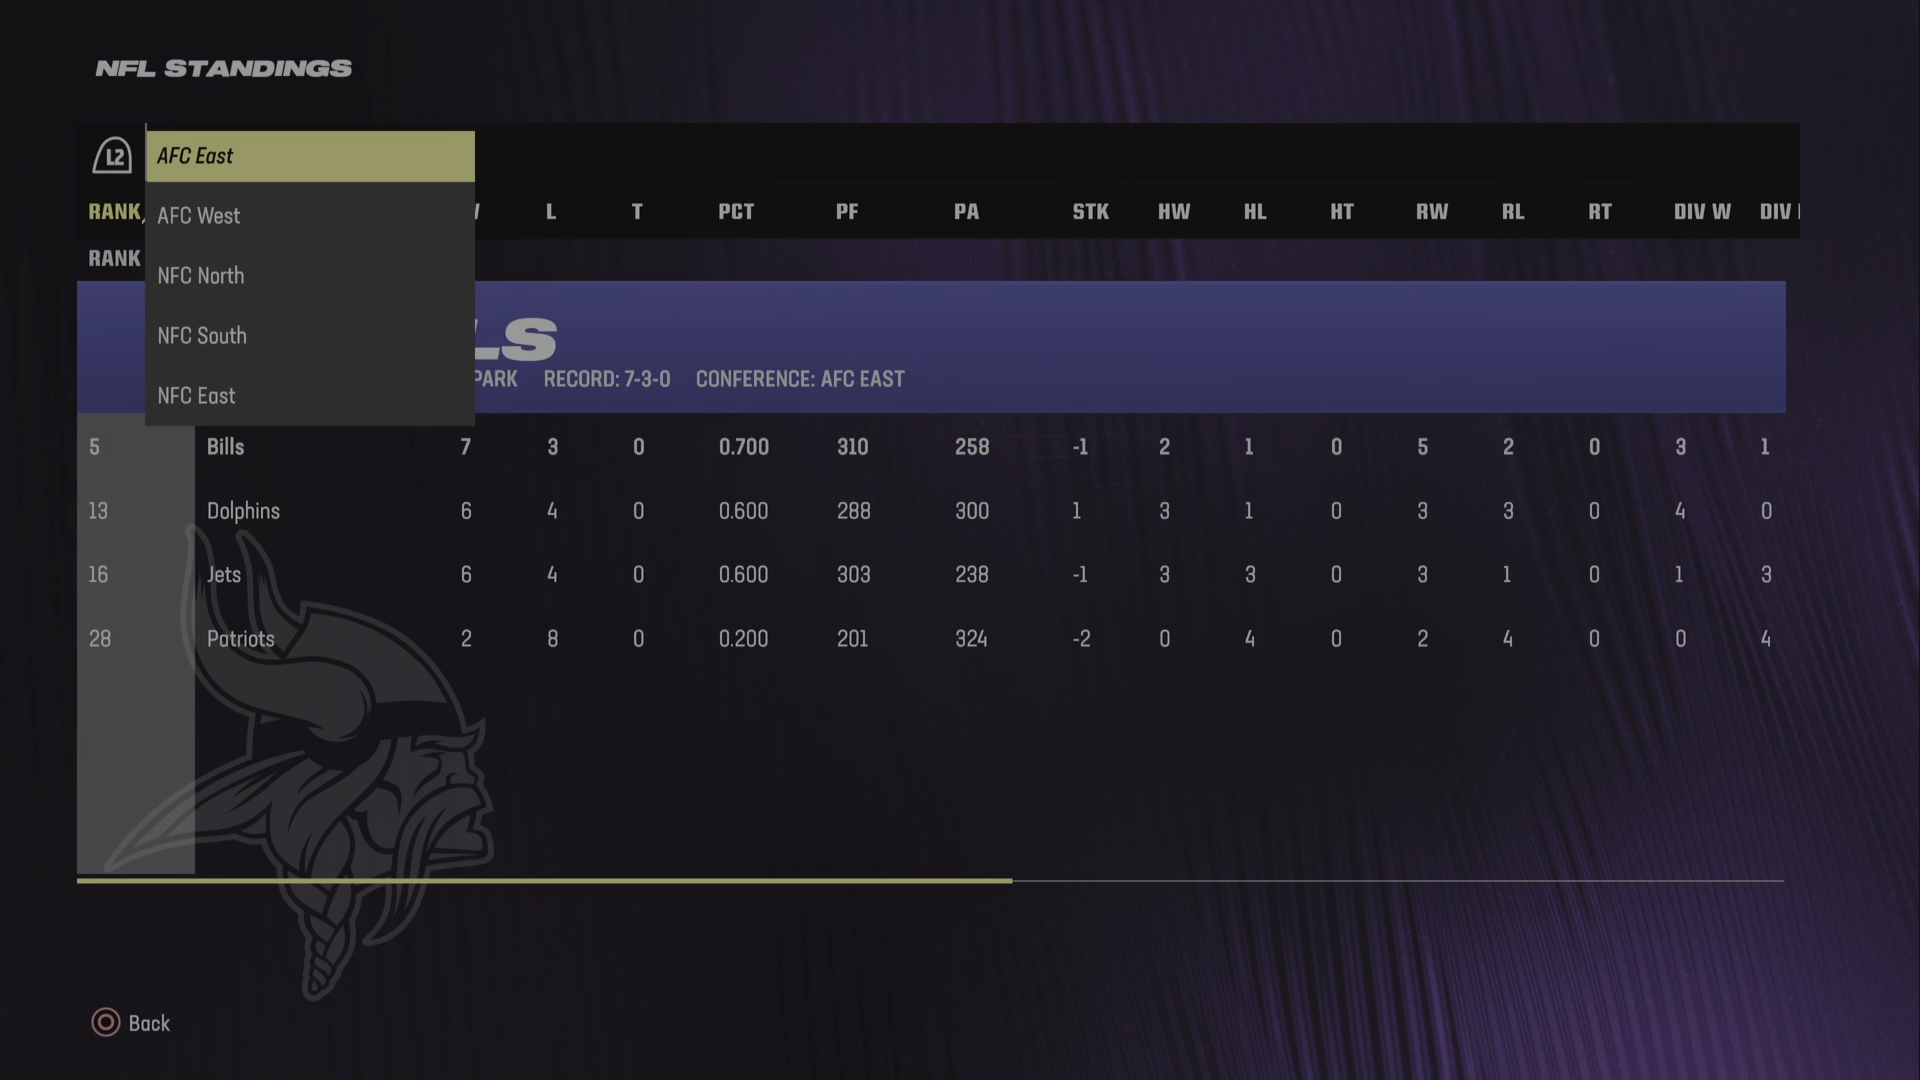 NFL STANDINGS
L2 AFC East
AFC West
NFC North
NFC South
NFC East
RANK L T PCT PF PA STK HW HL HT RW RL RT DIV W DIV
RANK
LS
PARK RECORD: 7-3-0 CONFERENCE: AFC EAST
5 Bills 7 3 0 0.700 310 258 -1 2 1 0 5 2 0 3 1
13 Dolphins 6 4 0 0.600 288 300 1 3 1 0 3 3 0 4 0
16 Jets 6 4 0 0.600 303 238 -1 3 3 0 3 1 0 1 3
28 Patriots 2 8 0 0.200 201 324 -2 0 4 0 2 4 0 0 4
Back